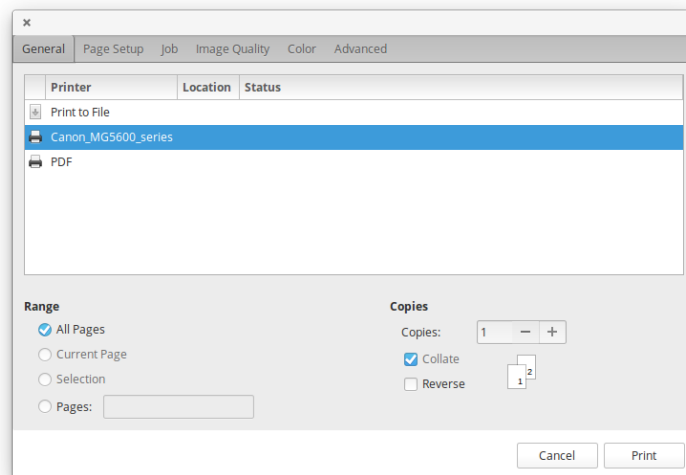 General Page Setup Job Image Quality Color Advanced
Printer Location Status
Print to File
Canon_MG5600_series
PDF
Range
All Pages
Current Page
Selection
Pages:
Copies
Copies: 1
Collate
Reverse
1 2
Cancel Print